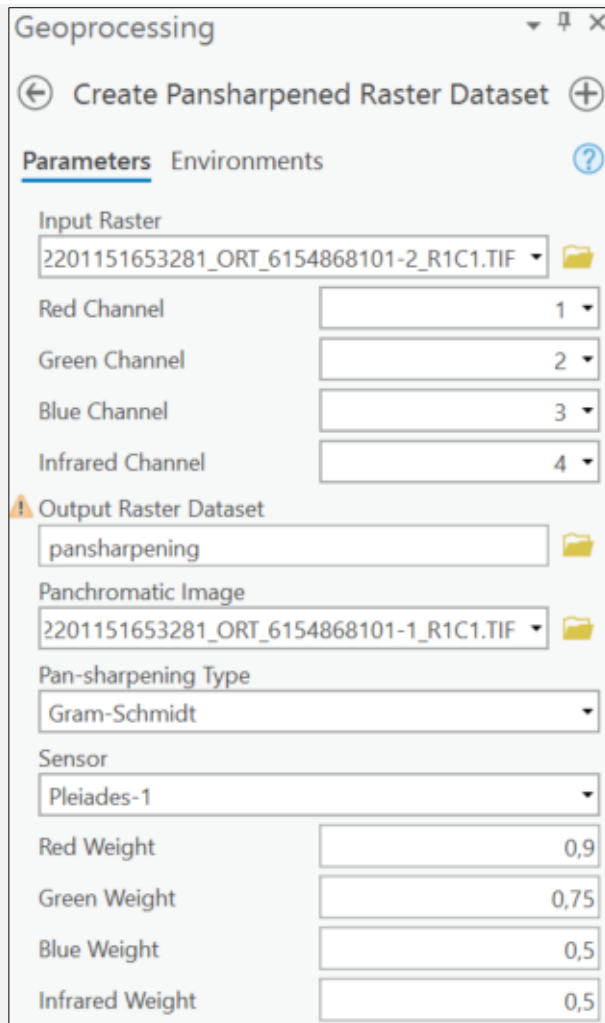 Geoprocessing
Create Pansharpened Raster Dataset
Parameters Environments
Input Raster
2201151653281_ORT_6154868101-2_R1C1.TIF
Red Channel 1
Green Channel 2
Blue Channel 3
Infrared Channel 4
Output Raster Dataset
pansharpening
Panchromatic Image
2201151653281_ORT_6154868101-1_R1C1.TIF
Pan-sharpening Type
Gram-Schmidt
Sensor
Pleiades-1
Red Weight 0,9
Green Weight 0,75
Blue Weight 0,5
Infrared Weight 0,5